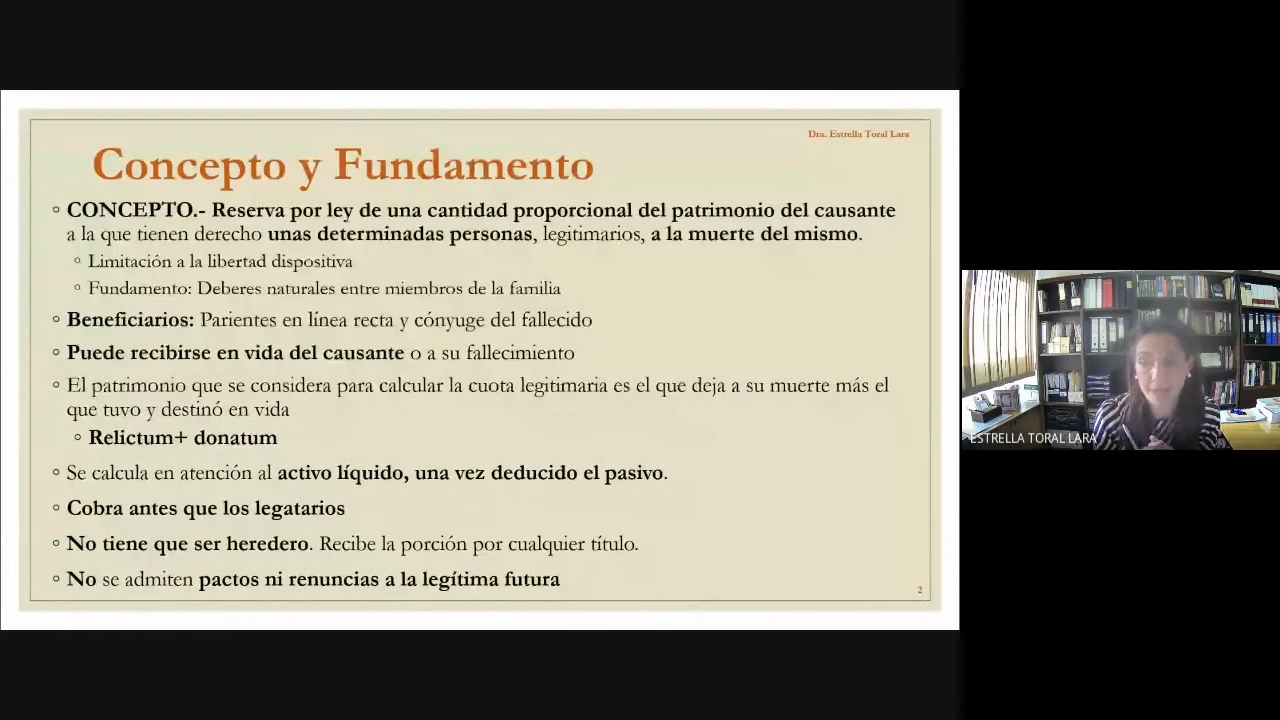 Dra. Estrella Toral Lara
Concepto y Fundamento
◦ CONCEPTO.- Reserva por ley de una cantidad proporcional del patrimonio del causante
a la que tienen derecho unas determinadas personas, legitimarios, a la muerte del mismo.
◦ Limitación a la libertad dispositiva
◦ Fundamento: Deberes naturales entre miembros de la familia
◦ Beneficiarios: Parientes en línea recta y cónyuge del fallecido
◦ Puede recibirse en vida del causante o a su fallecimiento
◦ El patrimonio que se considera para calcular la cuota legitimaria es el que deja a su muerte más el
que tuvo y destinó en vida
◦ Relictum+ donatum
◦ Se calcula en atención al activo líquido, una vez deducido el pasivo.
◦ Cobra antes que los legatarios
◦ No tiene que ser heredero. Recibe la porción por cualquier título.
◦ No se admiten pactos ni renuncias a la legítima futura
2
ESTRELLA TORAL LARA